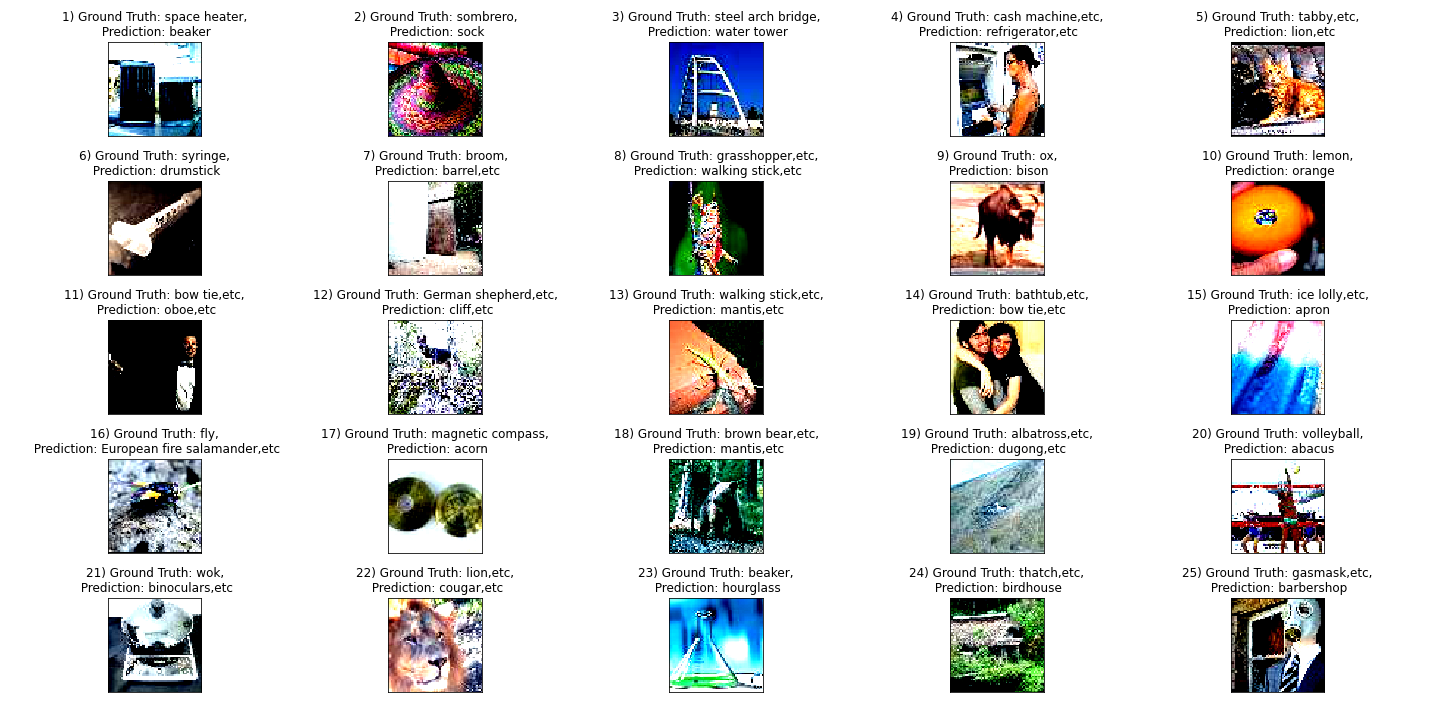 1) Ground Truth: space heater,
Prediction: beaker
2) Ground Truth: sombrero,
Prediction: sock
3) Ground Truth: steel arch bridge,
Prediction: water tower
4) Ground Truth: cash machine,etc,
Prediction: refrigerator,etc
5) Ground Truth: tabby,etc,
Prediction: lion,etc
6) Ground Truth: syringe,
Prediction: drumstick
7) Ground Truth: broom,
Prediction: barrel,etc
8) Ground Truth: grasshopper,etc,
Prediction: walking stick,etc
9) Ground Truth: ox,
Prediction: bison
10) Ground Truth: lemon,
Prediction: orange
11) Ground Truth: bow tie,etc,
Prediction: oboe,etc
12) Ground Truth: German shepherd,etc,
Prediction: cliff,etc
13) Ground Truth: walking stick,etc,
Prediction: mantis,etc
14) Ground Truth: bathtub,etc,
Prediction: bow tie,etc
15) Ground Truth: ice lolly,etc,
Prediction: apron
16) Ground Truth: fly,
Prediction: European fire salamander,etc
17) Ground Truth: magnetic compass,
Prediction: acorn
18) Ground Truth: brown bear,etc,
Prediction: mantis,etc
19) Ground Truth: albatross,etc,
Prediction: dugong,etc
20) Ground Truth: volleyball,
Prediction: abacus
21) Ground Truth: wok,
Prediction: binoculars,etc
22) Ground Truth: lion,etc,
Prediction: cougar,etc
23) Ground Truth: beaker,
Prediction: hourglass
24) Ground Truth: thatch,etc,
Prediction: birdhouse
25) Ground Truth: gasmask,etc,
Prediction: barbershop